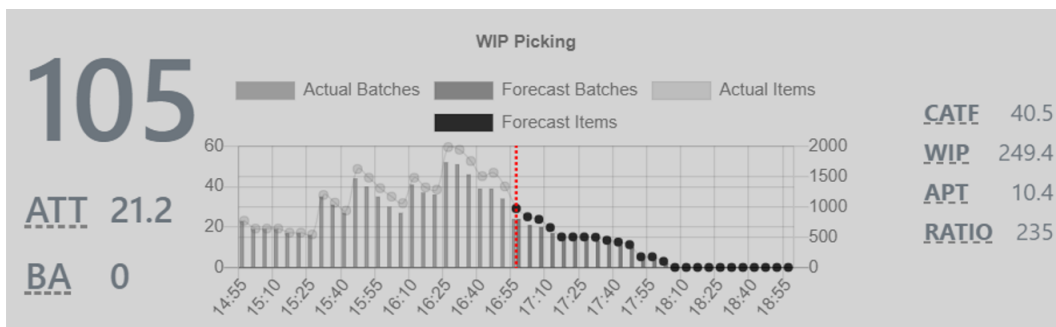 105
ATT 21.2
BA 0
WIP Picking
Actual Batches Forecast Batches Actual Items
Forecast Items
60
40
20
0
2000
1500
1000
500
0
14:55 15:10 15:25 15:40 15:55 16:10 16:25 16:40 16:55 17:10 17:25 17:40 17:55 18:10 18:25 18:40 18:55
CATF 40.5
WIP 249.4
APT 10.4
RATIO 235